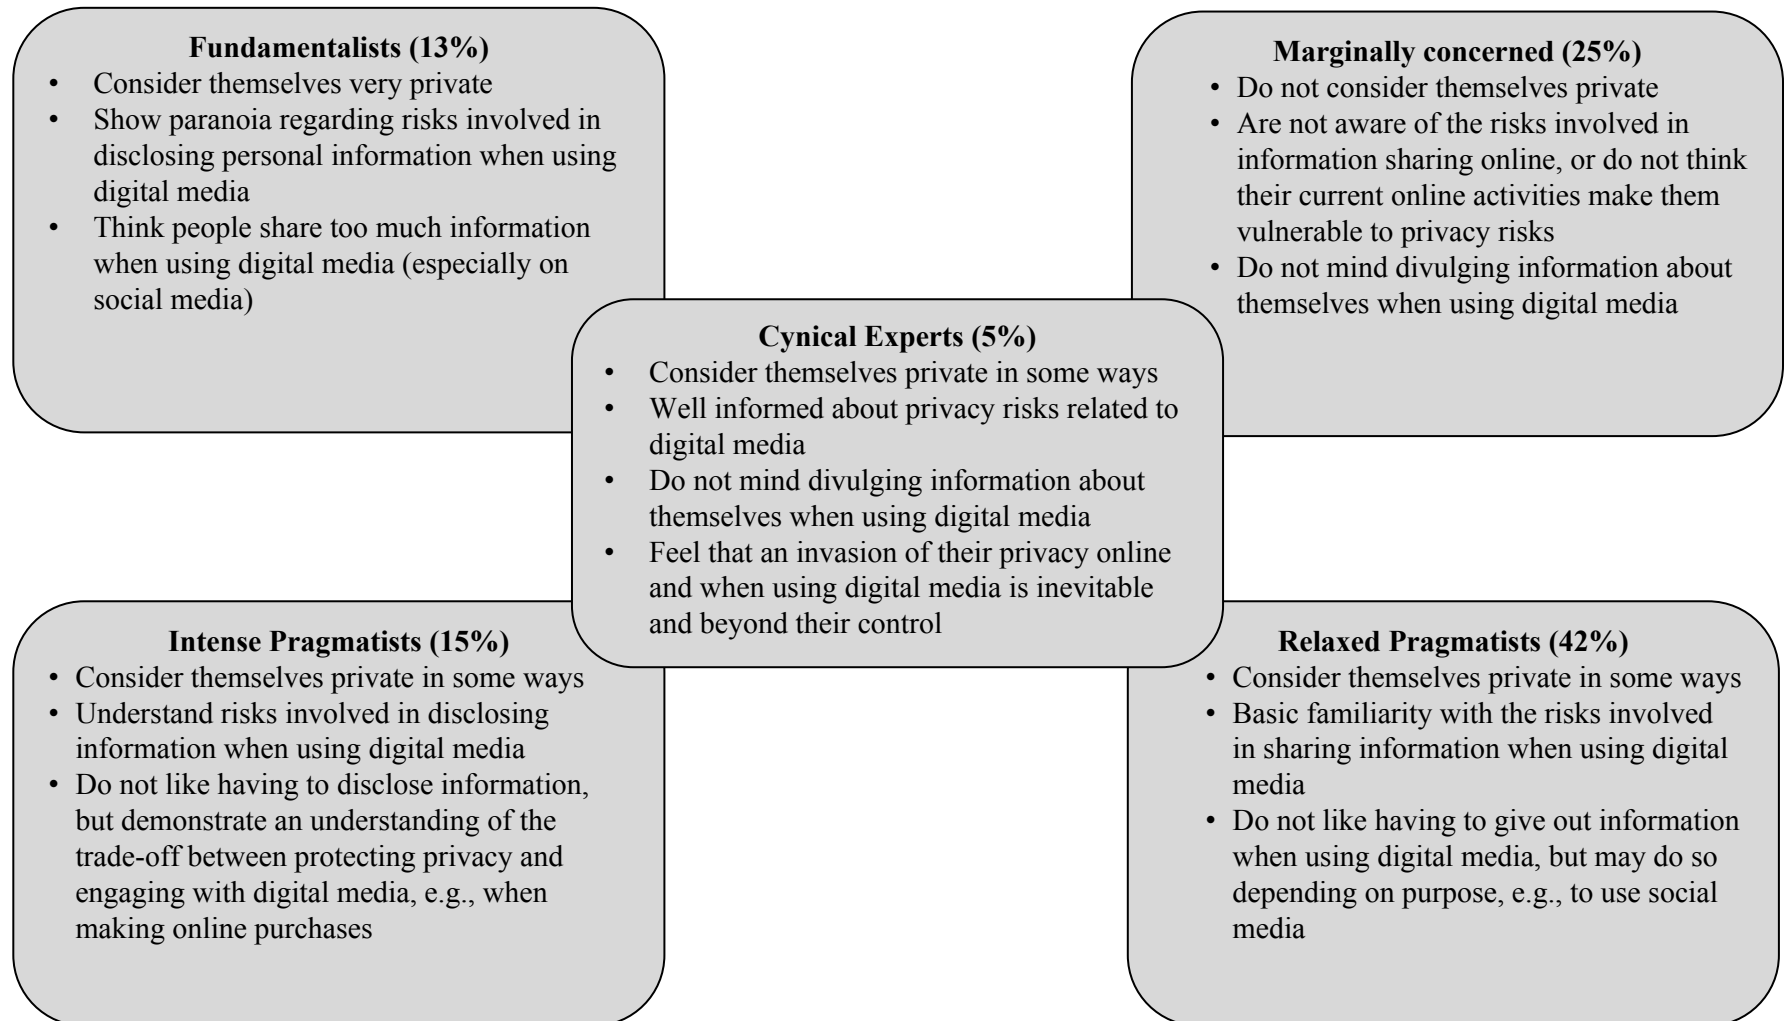 Fundamentalists (13%)
• Consider themselves very private
• Show paranoia regarding risks involved in
disclosing personal information when using
digital media
• Think people share too much information
when using digital media (especially on
social media)
Marginally concerned (25%)
• Do not consider themselves private
• Are not aware of the risks involved in
information sharing online, or do not think
their current online activities make them
vulnerable to privacy risks
• Do not mind divulging information about
themselves when using digital media
Cynical Experts (5%)
• Consider themselves private in some ways
• Well informed about privacy risks related to
digital media
• Do not mind divulging information about
themselves when using digital media
• Feel that an invasion of their privacy online
and when using digital media is inevitable
and beyond their control
Intense Pragmatists (15%)
• Consider themselves private in some ways
• Understand risks involved in disclosing
information when using digital media
• Do not like having to disclose information,
but demonstrate an understanding of the
trade-off between protecting privacy and
engaging with digital media, e.g., when
making online purchases
Relaxed Pragmatists (42%)
• Consider themselves private in some ways
• Basic familiarity with the risks involved
in sharing information when using digital
media
• Do not like having to give out information
when using digital media, but may do so
depending on purpose, e.g., to use social
media